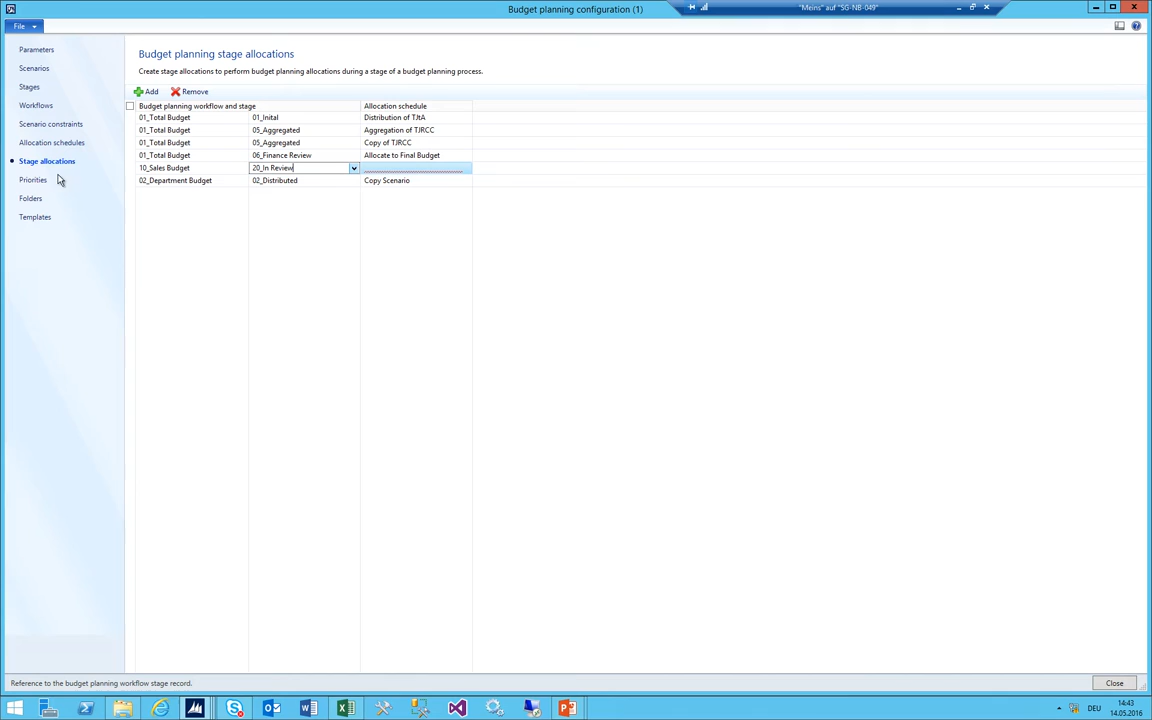 Budget planning configuration (1)
"Meins" auf "SG-NB-049"
File
Parameters
Scenarios
Stages
Workflows
Scenario constraints
Allocation schedules
Stage allocations
Priorities
Folders
Templates
Budget planning stage allocations
Create stage allocations to perform budget planning allocations during a stage of a budget planning process.
Add Remove
Budget planning workflow and stage Allocation schedule
01_Total Budget 01_Inital Distribution of TJtA
01_Total Budget 05_Aggregated Aggregation of TJRCC
01_Total Budget 05_Aggregated Copy of TJRCC
01_Total Budget 06_Finance Review Allocate to Final Budget
10_Sales Budget 20_In Review
02_Department Budget 02_Distributed Copy Scenario
Reference to the budget planning workflow stage record.
Close
DEU
14:43
14.05.2016